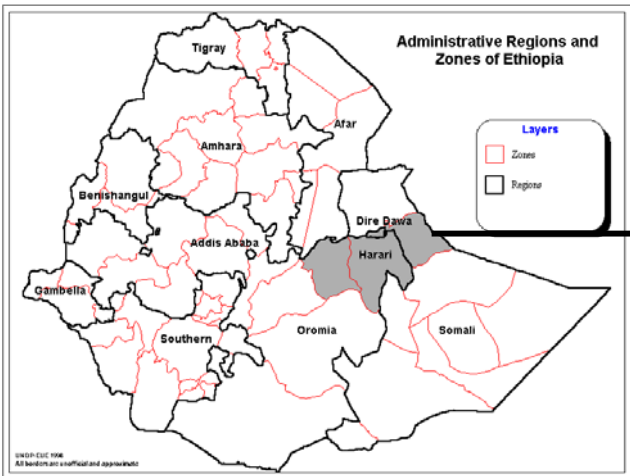 Administrative Regions and
Zones of Ethiopia
Tigray
Afar
Amhara
Layers
Zones
Regions
Benishangul
Dire Dawa
Addis Ababa
Harari
Gambella
Oromia
Somali
Southern
All borders are unofficial and approximate